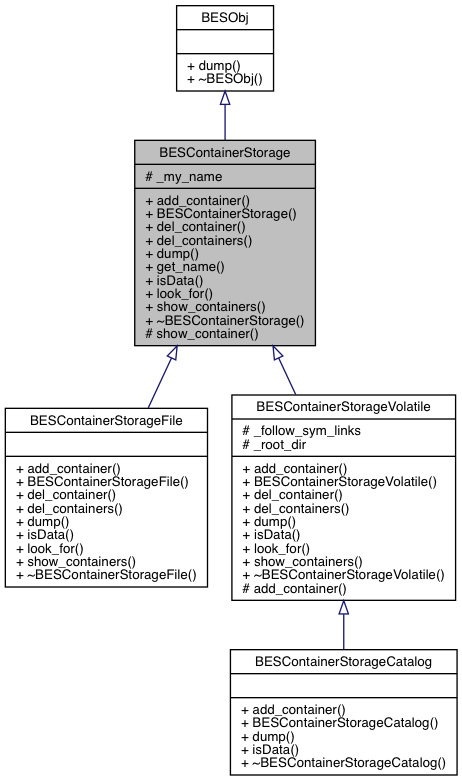 BESObj
+ dump()
+ ~BESObj()
BESContainerStorage
# _my_name
+ add_container()
+ BESContainerStorage()
+ del_container()
+ del_containers()
+ dump()
+ get_name()
+ isData()
+ look_for()
+ show_containers()
+ ~BESContainerStorage()
# show_container()
BESContainerStorageFile
+ add_container()
+ BESContainerStorageFile()
+ del_container()
+ del_containers()
+ dump()
+ isData()
+ look_for()
+ show_containers()
+ ~BESContainerStorageFile()
BESContainerStorageVolatile
# _follow_sym_links
# _root_dir
+ add_container()
+ BESContainerStorageVolatile()
+ del_container()
+ del_containers()
+ dump()
+ isData()
+ look_for()
+ show_containers()
+ ~BESContainerStorageVolatile()
# add_container()
BESContainerStorageCatalog
+ add_container()
+ BESContainerStorageCatalog()
+ dump()
+ isData()
+ ~BESContainerStorageCatalog()